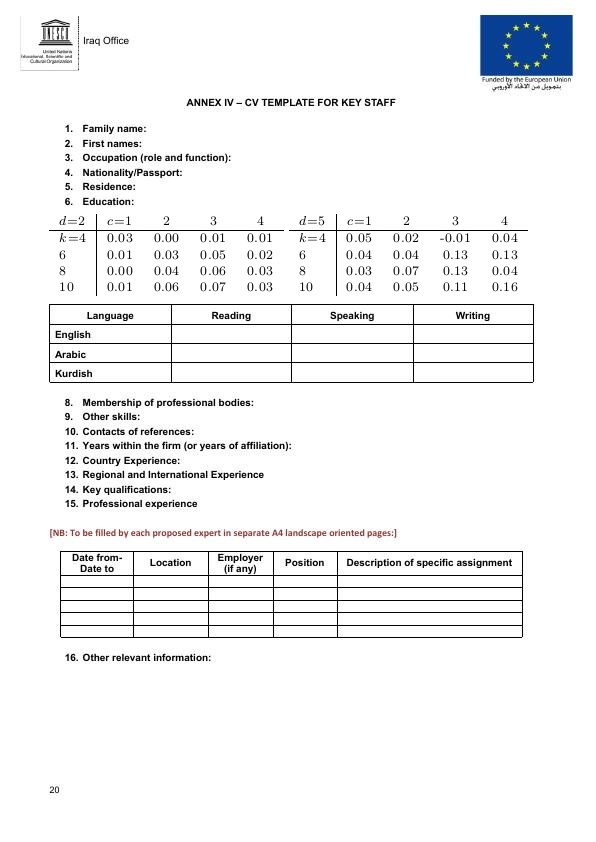 UNESCO
United Nations
Educational, Scientific and
Cultural Organization
Iraq Office
Funded by the European Union
بتمويل من الاتحاد الأوروبي
ANNEX IV – CV TEMPLATE FOR KEY STAFF
1. Family name:
2. First names:
3. Occupation (role and function):
4. Nationality/Passport:
5. Residence:
6. Education:
d=2 c=1 2 3 4 d=5 c=1 2 3 4
k=4 0.03 0.00 0.01 0.01 k=4 0.05 0.02 -0.01 0.04
6 0.01 0.03 0.05 0.02 6 0.04 0.04 0.13 0.13
8 0.00 0.04 0.06 0.03 8 0.03 0.07 0.13 0.04
10 0.01 0.06 0.07 0.03 10 0.04 0.05 0.11 0.16
Language Reading Speaking Writing
English
Arabic
Kurdish
8. Membership of professional bodies:
9. Other skills:
10. Contacts of references:
11. Years within the firm (or years of affiliation):
12. Country Experience:
13. Regional and International Experience
14. Key qualifications:
15. Professional experience
[NB: To be filled by each proposed expert in separate A4 landscape oriented pages:]
Date from- Location Employer Position Description of specific assignment
Date to (if any)
16. Other relevant information:
20